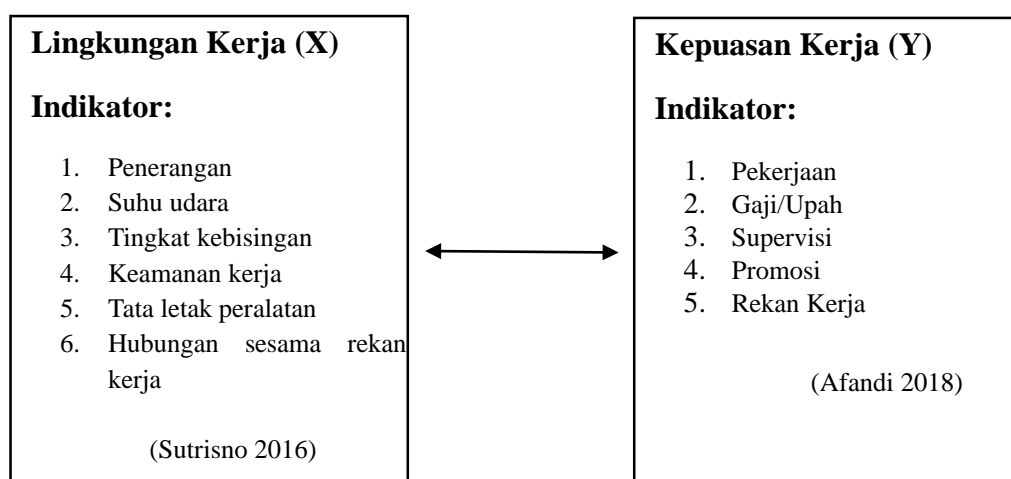 Lingkungan Kerja (X)
Indikator:
1. Penerangan
2. Suhu udara
3. Tingkat kebisingan
4. Keamanan kerja
5. Tata letak peralatan
6. Hubungan sesama rekan
kerja
(Sutrisno 2016)
Kepuasan Kerja (Y)
Indikator:
1. Pekerjaan
2. Gaji/Upah
3. Supervisi
4. Promosi
5. Rekan Kerja
(Afandi 2018)